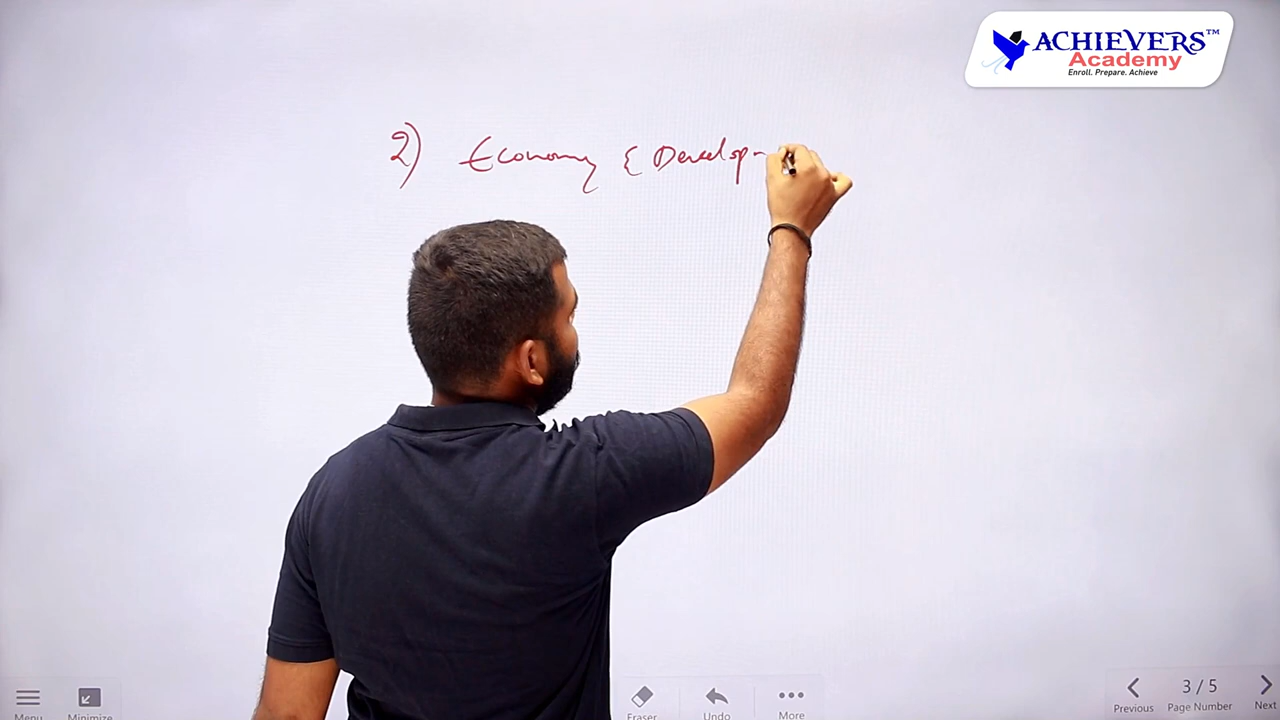 ACHIEVERS™
Academy
Enroll. Prepare. Achieve
2) Economy & Develop
Menu
Minimize
Eraser
Undo
More
Previous
3 / 5
Page Number
Next